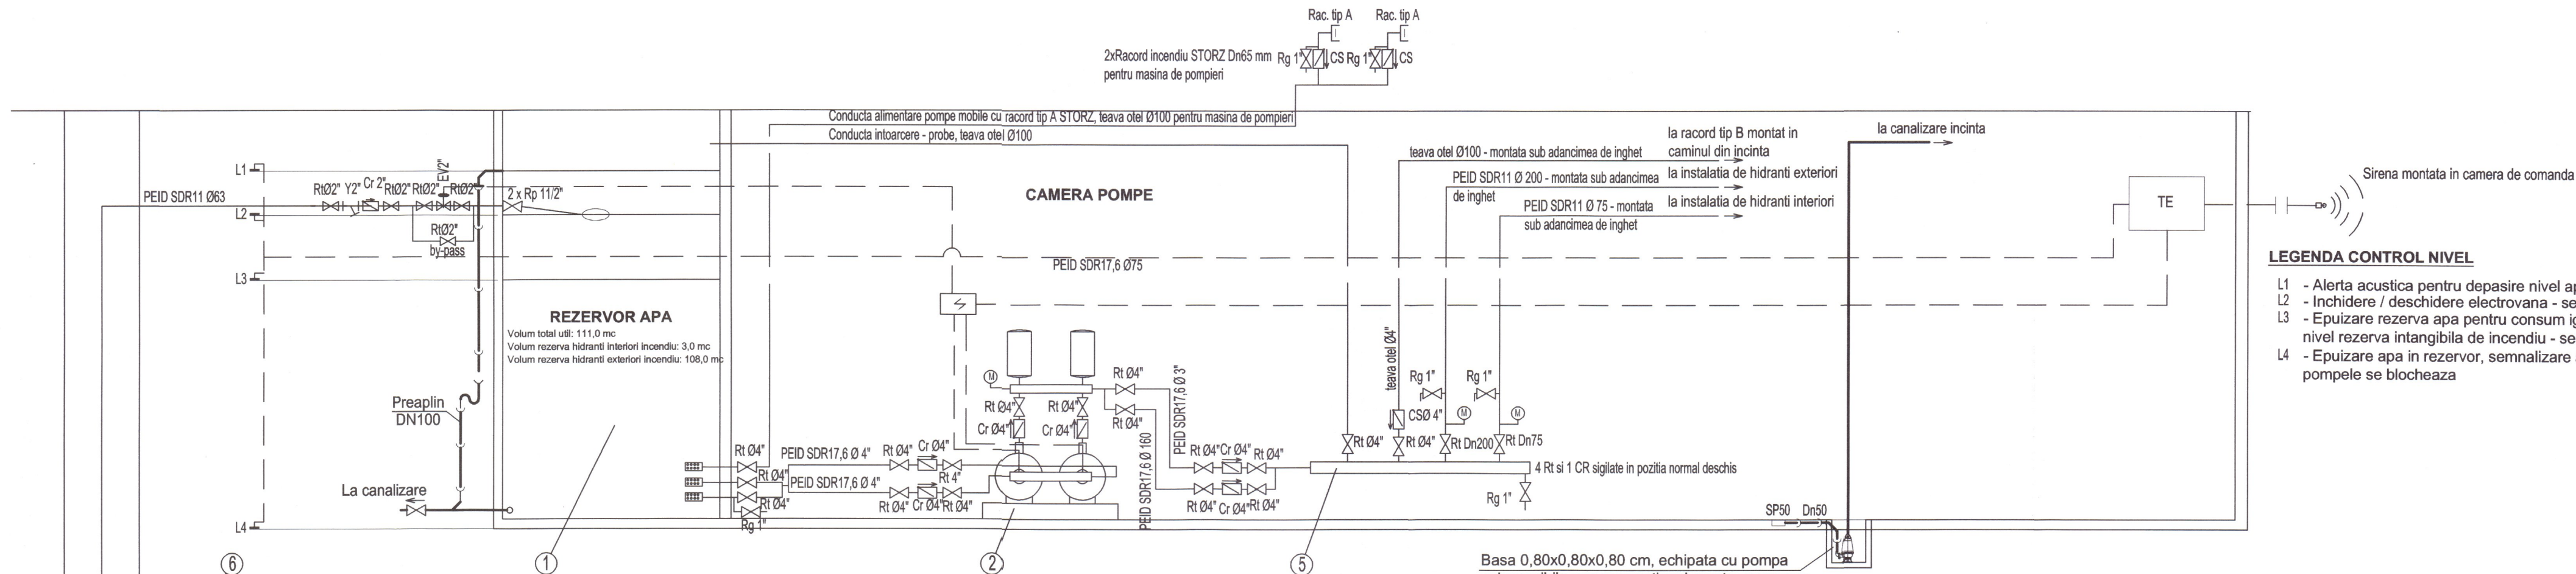 Rac. tip A
Rac. tip A
2xRacord incendiu STORZ Dn65 mm
pentru masina de pompieri
Rg 1"
CS
Rg 1"
CS
Conducta alimentare pompe mobile cu racord tip A STORZ, teava otel Ø100 pentru masina de pompieri
Conducta intoarcere - probe, teava otel Ø100
la racord tip B montat in
caminul din incinta
teava otel Ø100 - montata sub adancimea de inghet
la canalizare incinta
la instalatia de hidranti exteriori
PEID SDR11 Ø 200 - montata sub adancimea
de inghet
la instalatia de hidranti interiori
PEID SDR11 Ø 75 - montata
sub adancimea de inghet
CAMERA POMPE
L1
PEID SDR11 Ø63
RtØ2"
Y2"
Cr 2"
RtØ2"
RtØ2"
EV2"
RtØ2"
2 x Rp 11/2"
L2
RtØ2"
by-pass
L3
PEID SDR17,6 Ø75
TE
Sirena montata in camera de comanda
LEGENDA CONTROL NIVEL
L1 - Alerta acustica pentru depasire nivel
L2 - Inchidere / deschidere electrovana -
L3 - Epuizare rezerva apa pentru consum
nivel rezerva intangibila de incendiu -
L4 - Epuizare apa in rezervor, semnalizare
pompele se blocheaza
REZERVOR APA
Volum total util: 111,0 mc
Volum rezerva hidranti interiori incendiu: 3,0 mc
Volum rezerva hidranti exteriori incendiu: 108,0 mc
Preaplin
DN100
La canalizare
L4
M
Rt Ø4"
Rt Ø4"
Cr Ø4"
Cr Ø4"
Rt Ø4"
Rt Ø4"
PEID SDR17,6 Ø 3"
PEID SDR17,6 Ø 160
teava otel Ø4"
Rg 1"
Rg 1"
CSØ 4"
M
M
Rt Ø4"
Rt Ø4"
Rt Dn200
Rt Dn75
4 Rt si 1 CR sigilate in pozitia normal deschis
Rg 1"
Rt Ø4"
Rt Ø4"
Rt Ø4"
Rg 1"
PEID SDR17,6 Ø 4"
PEID SDR17,6 Ø 4"
Rt Ø4"
Cr Ø4"
Rt 4"
Rt Ø4"
Cr Ø4"
Rt Ø4"
Rt Ø4"
Cr Ø4"
Rt Ø4"
Rt Ø4"
Cr Ø4"
Rt Ø4"
SP50
Dn50
Basa 0,80x0,80x0,80 cm, echipata cu pompa
6
1
2
5